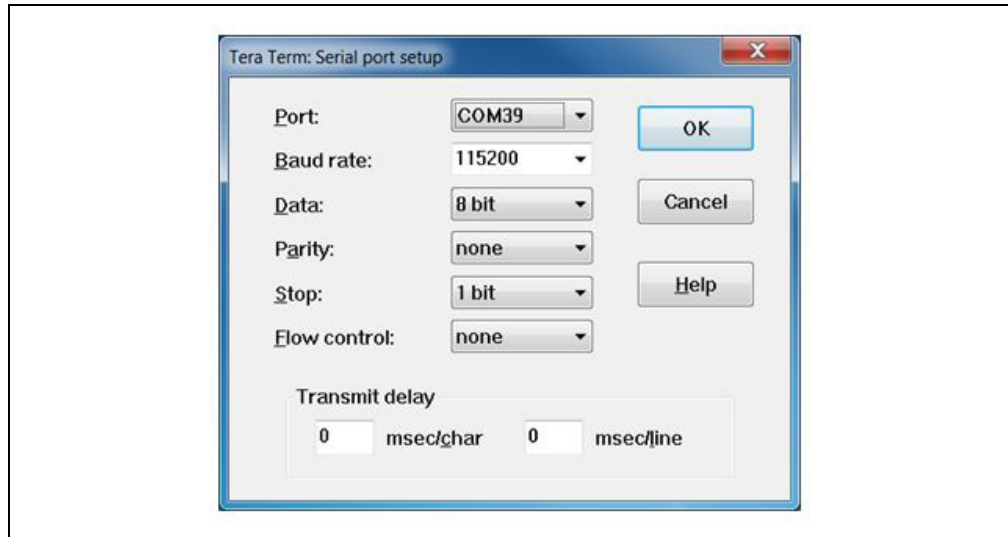 Tera Term: Serial port setup
Port: COM39
OK
Baud rate: 115200
Data: 8 bit
Cancel
Parity: none
Stop: 1 bit
Help
Flow control: none
Transmit delay
0 msec/char 0 msec/line